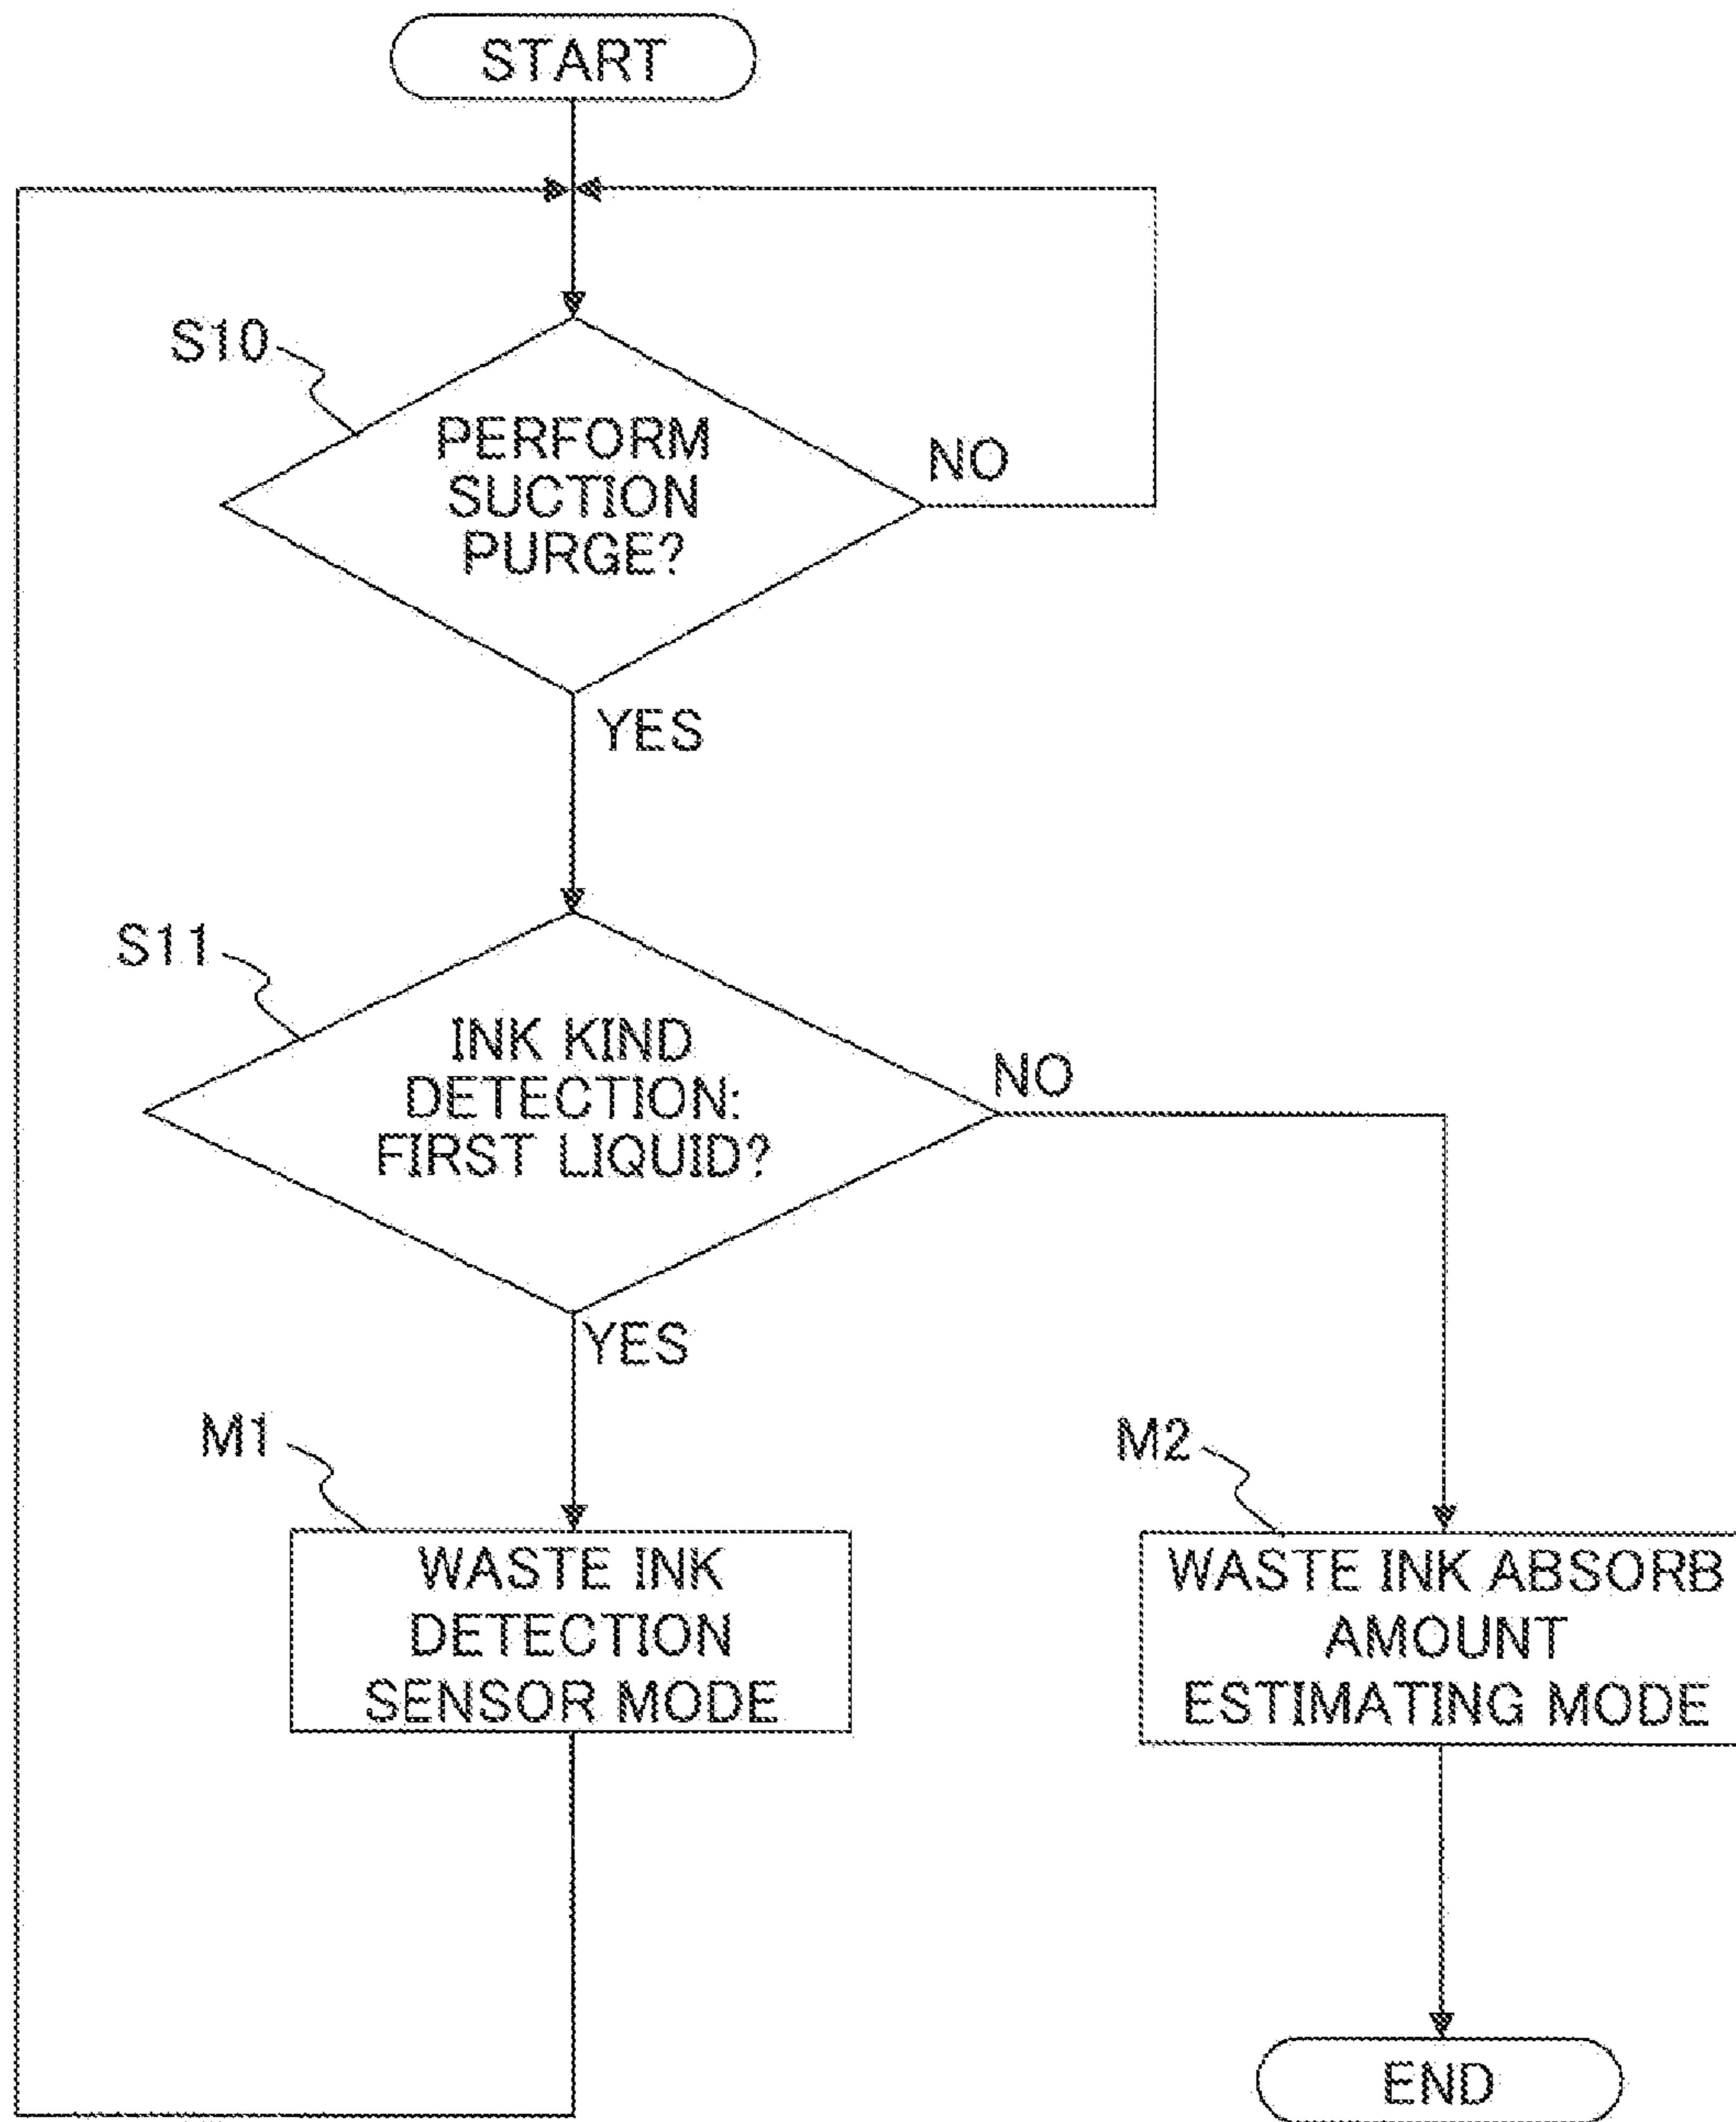 START
S10
PERFORM
SUCTION
PURGE?
NO
YES
S11
INK KIND
DETECTION:
FIRST LIQUID?
NO
YES
M1
WASTE INK
DETECTION
SENSOR MODE
M2
WASTE INK ABSORB
AMOUNT
ESTIMATING MODE
END